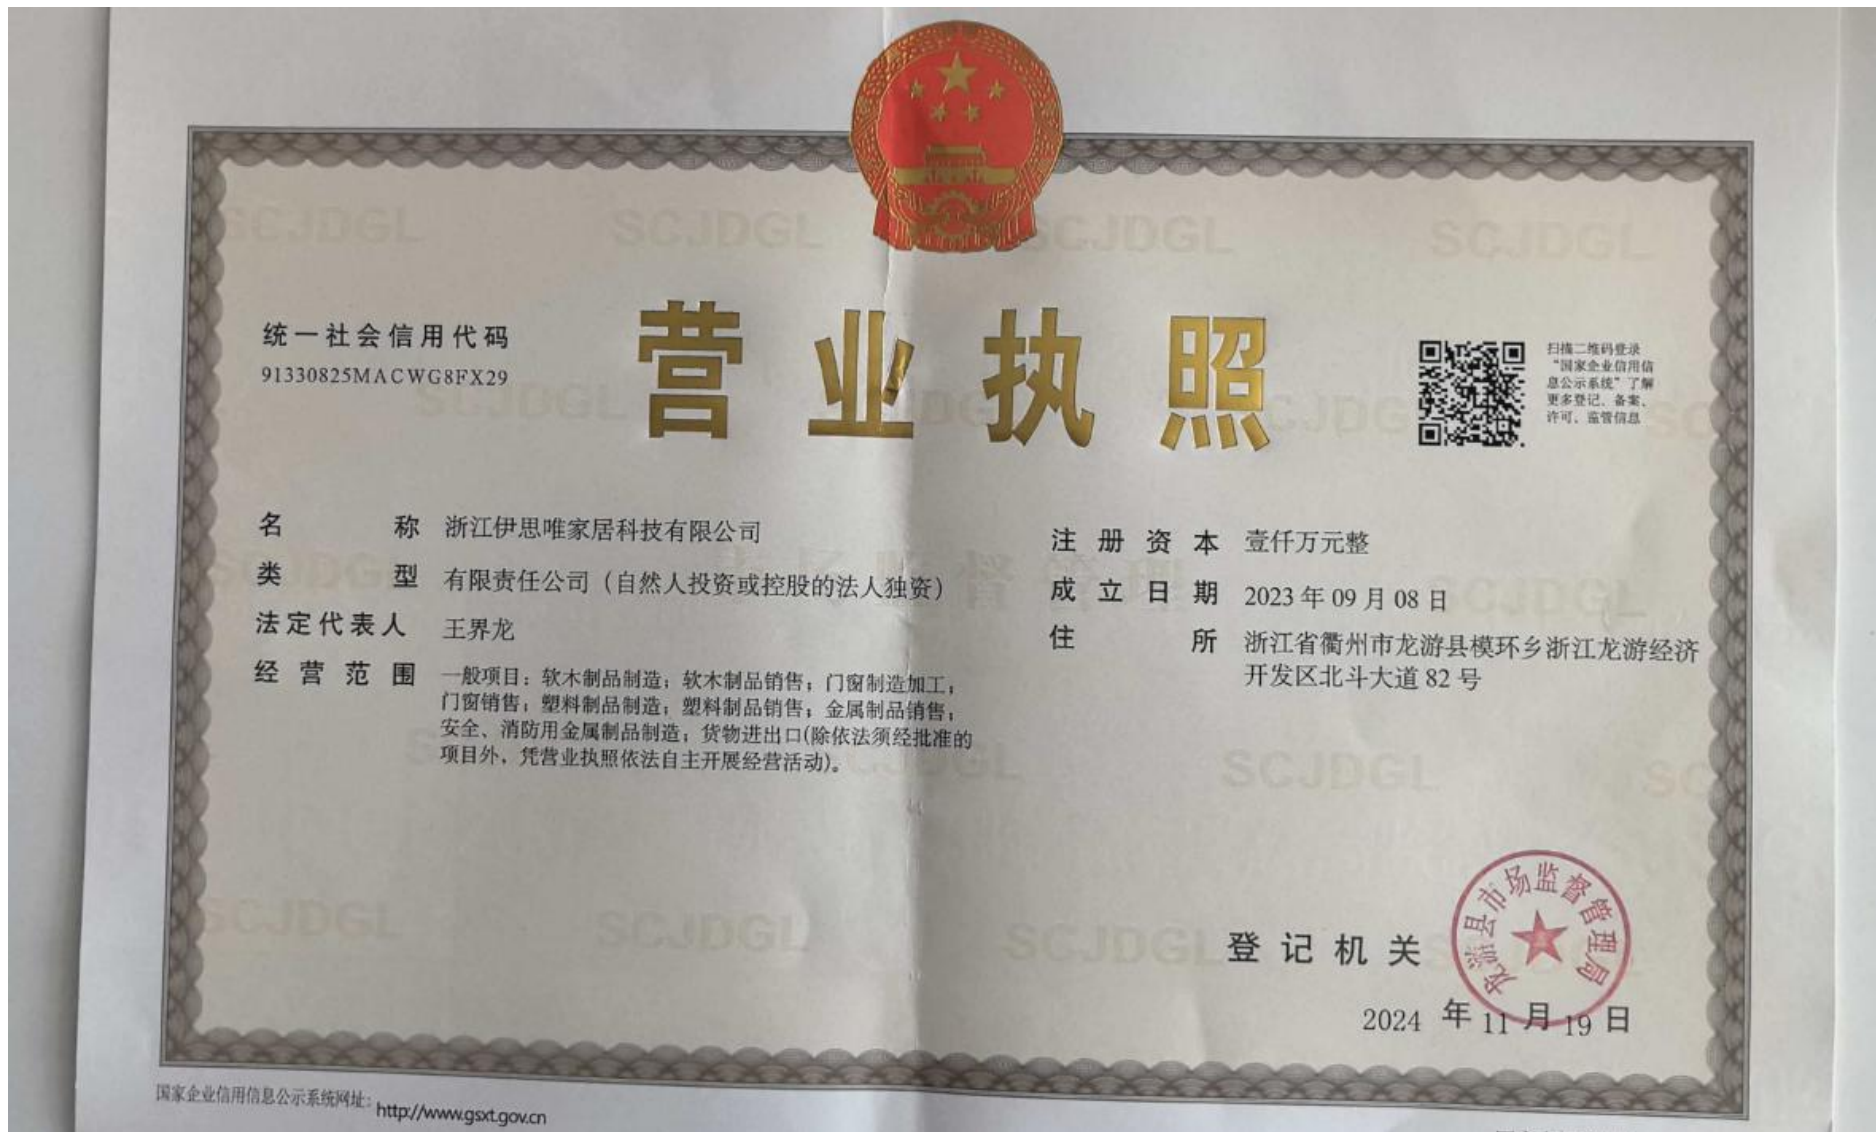 统一社会信用代码
91330825MACWG8FX29
营业执照
扫描二维码登录
“国家企业信用信
息公示系统”了解
更多登记、备案、
许可、监管信息
名称 浙江伊思唯家居科技有限公司
类型 有限责任公司（自然人投资或控股的法人独资）
法定代表人 王界龙
经营范围 一般项目：软木制品制造；软木制品销售；门窗制造加工；
门窗销售；塑料制品制造；塑料制品销售；金属制品销售；
安全、消防用金属制品制造；货物进出口(除依法须经批准的
项目外，凭营业执照依法自主开展经营活动)。
注册资本 壹仟万元整
成立日期 2023年09月08日
住所 浙江省衢州市龙游县模环乡浙江龙游经济
开发区北斗大道82号
登记机关
龙游县市场监督管理局
2024年11月19日
国家企业信用信息公示系统网址：http://www.gsxt.gov.cn
SCJDGL